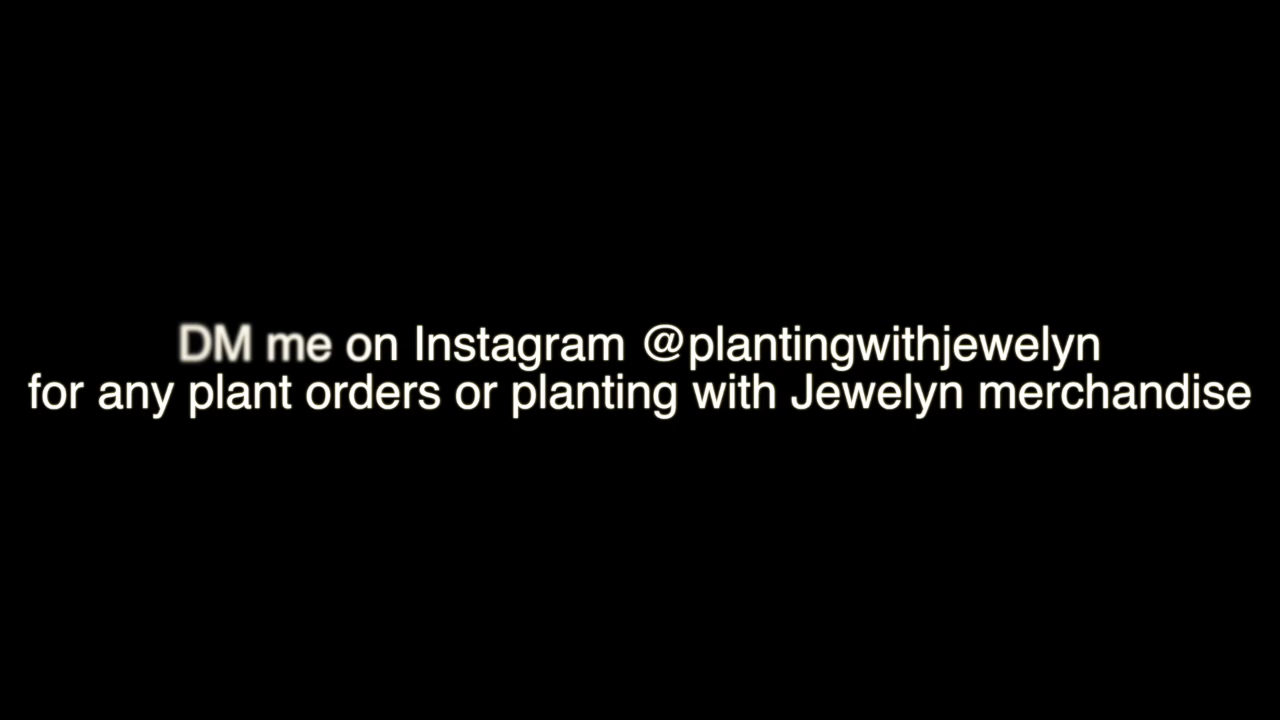 DM me on Instagram @plantingwithjewelyn
for any plant orders or planting with Jewelyn merchandise